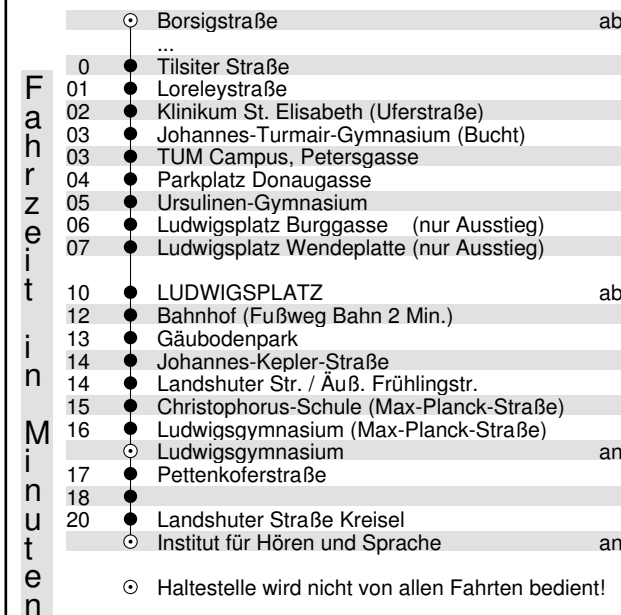 Borsigstraße ab
...
0 Tilsiter Straße
01 Loreleystraße
02 Klinikum St. Elisabeth (Uferstraße)
03 Johannes-Turmair-Gymnasium (Bucht)
03 TUM Campus, Petersgasse
04 Parkplatz Donaugasse
05 Ursulinen-Gymnasium
06 Ludwigsplatz Burggasse (nur Ausstieg)
07 Ludwigsplatz Wendeplatte (nur Ausstieg)
10 LUDWIGSPLATZ ab
12 Bahnhof (Fußweg Bahn 2 Min.)
13 Gäubodenpark
14 Johannes-Kepler-Straße
14 Landshuter Str. / Äuß. Frühlingstr.
15 Christophorus-Schule (Max-Planck-Straße)
16 Ludwigsgymnasium (Max-Planck-Straße)
Ludwigsgymnasium an
17 Pettenkoferstraße
18
20 Landshuter Straße Kreisel
Institut für Hören und Sprache an
Haltestelle wird nicht von allen Fahrten bedient!
Fahrzeit in Minuten